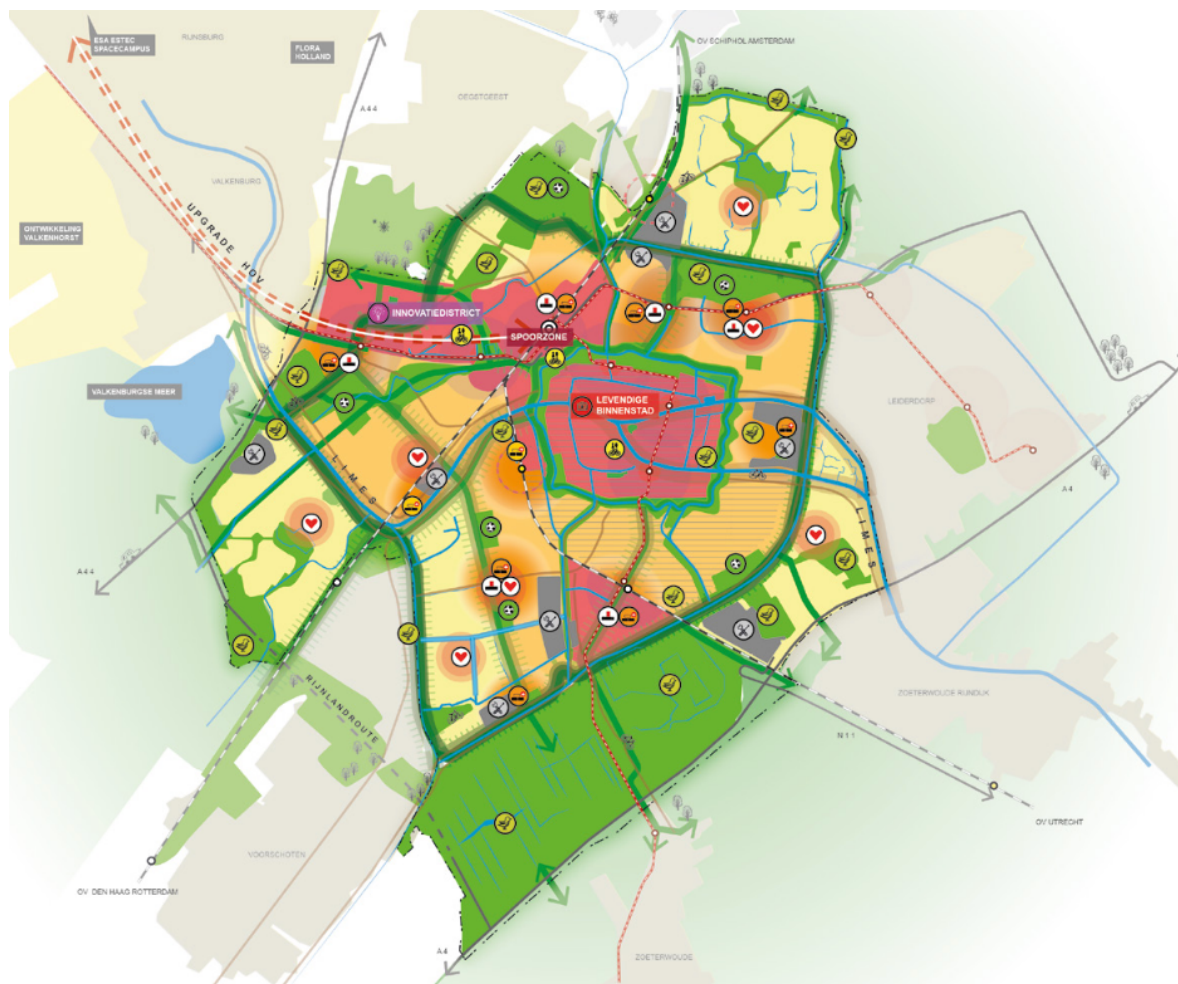 ESA ESTEC
SPACECAMPUS
RIJNSBURG
FLORA
HOLLAND
OV SCHIPHOL AMSTERDAM
A44
OEGSTGEEST
VALKENBURG
UPGRADE HOV
ONTWIKKELING
VALKENHORST
INNOVATIEDISTRICT
SPOORZONE
VALKENBURGSE MEER
LEVENDIGE
BINNENSTAD
LEIDERDORP
LIMES
A4
LIMES
A44
RIJNLANDROUTE
ZOETERWOUDE RIJNDIJK
N11
OV UTRECHT
VOORSCHOTEN
OV DEN HAAG ROTTERDAM
A4
ZOETERWOUDE